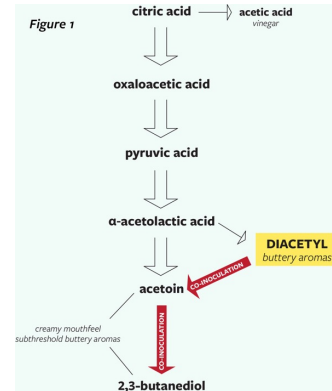 Figure 1
citric acid
acetic acid
vinegar
oxaloacetic acid
pyruvic acid
α-acetolactic acid
DIACETYL
buttery aromas
CO-INOCULATION
acetoin
CO-INOCULATION
creamy mouthfeel
subthreshold buttery aromas
2,3-butanediol